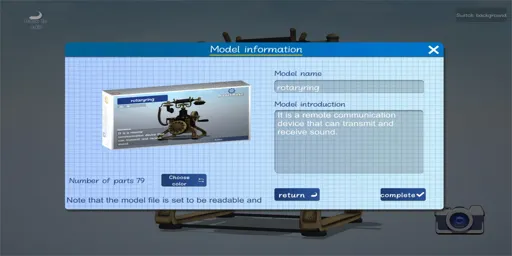 Switch background
Model information
Model name
rotaryring
rotaryring
Model introduction
It is a remote communication
device that can transmit and
receive sound
Number of parts 79
Choose
color
return
complete
Note that the model file is set to be readable and